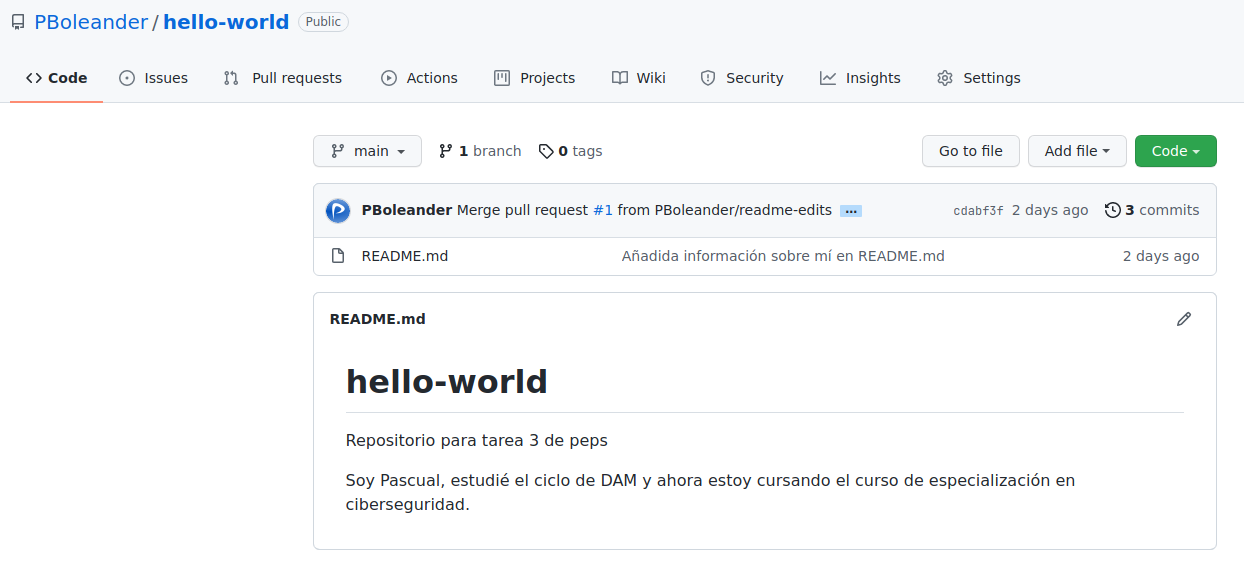 PBoleander / hello-world Public
Code Issues Pull requests Actions Projects Wiki Security Insights Settings
main 1 branch 0 tags Go to file Add file Code
PBoleander Merge pull request #1 from PBoleander/readme-edits ... cdabf3f 2 days ago 3 commits
README.md Añadida información sobre mí en README.md 2 days ago
README.md
hello-world
Repositorio para tarea 3 de peps
Soy Pascual, estudié el ciclo de DAM y ahora estoy cursando el curso de especialización en
ciberseguridad.